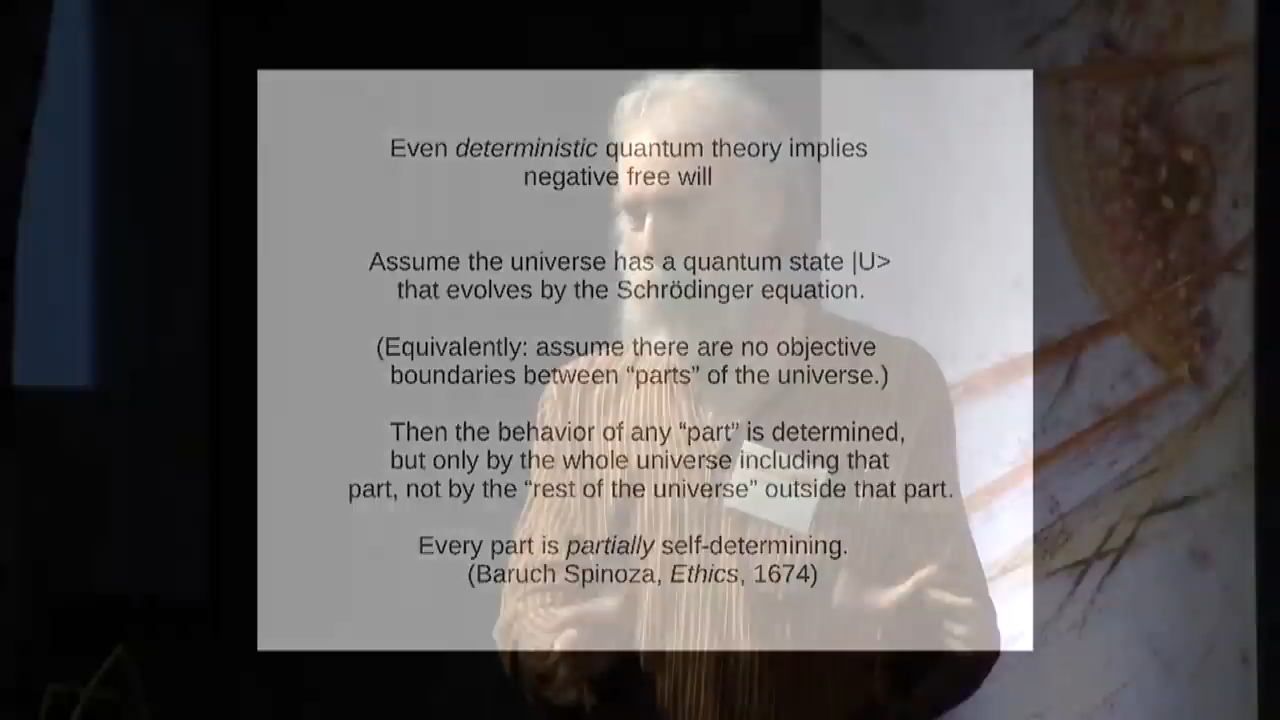 Even deterministic quantum theory implies
negative free will
Assume the universe has a quantum state |U>
that evolves by the Schrödinger equation.
(Equivalently: assume there are no objective
boundaries between “parts” of the universe.)
Then the behavior of any “part” is determined,
but only by the whole universe including that
part, not by the “rest of the universe” outside that part.
Every part is partially self-determining.
(Baruch Spinoza, Ethics, 1674)